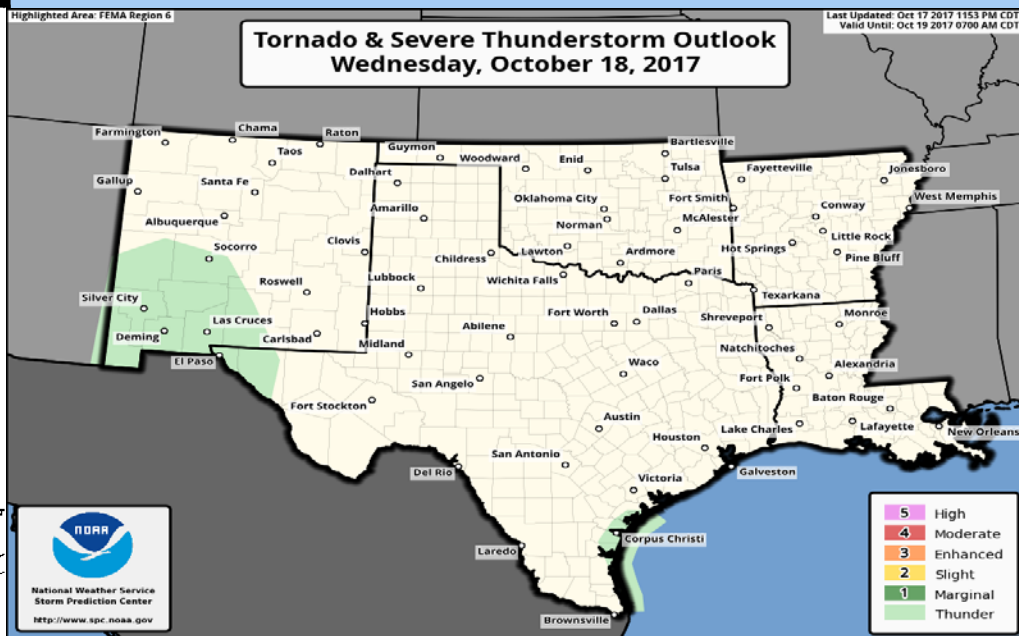 Highlighted Area: FEMA Region 6
Last Updated: Oct 17 2017 1153 PM CDT
Valid Until: Oct 19 2017 0700 AM CDT
Tornado & Severe Thunderstorm Outlook
Wednesday, October 18, 2017
Farmington
Chama
Raton
Taos
Guymon
Woodward
Enid
Bartlesville
Tulsa
Fayetteville
Jonesboro
Gallup
Santa Fe
Dalhart
Oklahoma City
Fort Smith
West Memphis
Albuquerque
Amarillo
Norman
McAlester
Conway
Socorro
Clovis
Childress
Lawton
Ardmore
Hot Springs
Little Rock
Pine Bluff
Roswell
Lubbock
Wichita Falls
Paris
Texarkana
Silver City
Las Cruces
Hobbs
Abilene
Fort Worth
Dallas
Shreveport
Monroe
Deming
Carlsbad
Midland
Natchitoches
El Paso
San Angelo
Waco
Fort Polk
Alexandria
Fort Stockton
Austin
Baton Rouge
Houston
Lake Charles
Lafayette
New Orleans
Del Rio
San Antonio
Galveston
Victoria
Laredo
Corpus Christi
Brownsville
NOAA
National Weather Service
Storm Prediction Center
http://www.spc.noaa.gov
5 High
4 Moderate
3 Enhanced
2 Slight
1 Marginal
Thunder